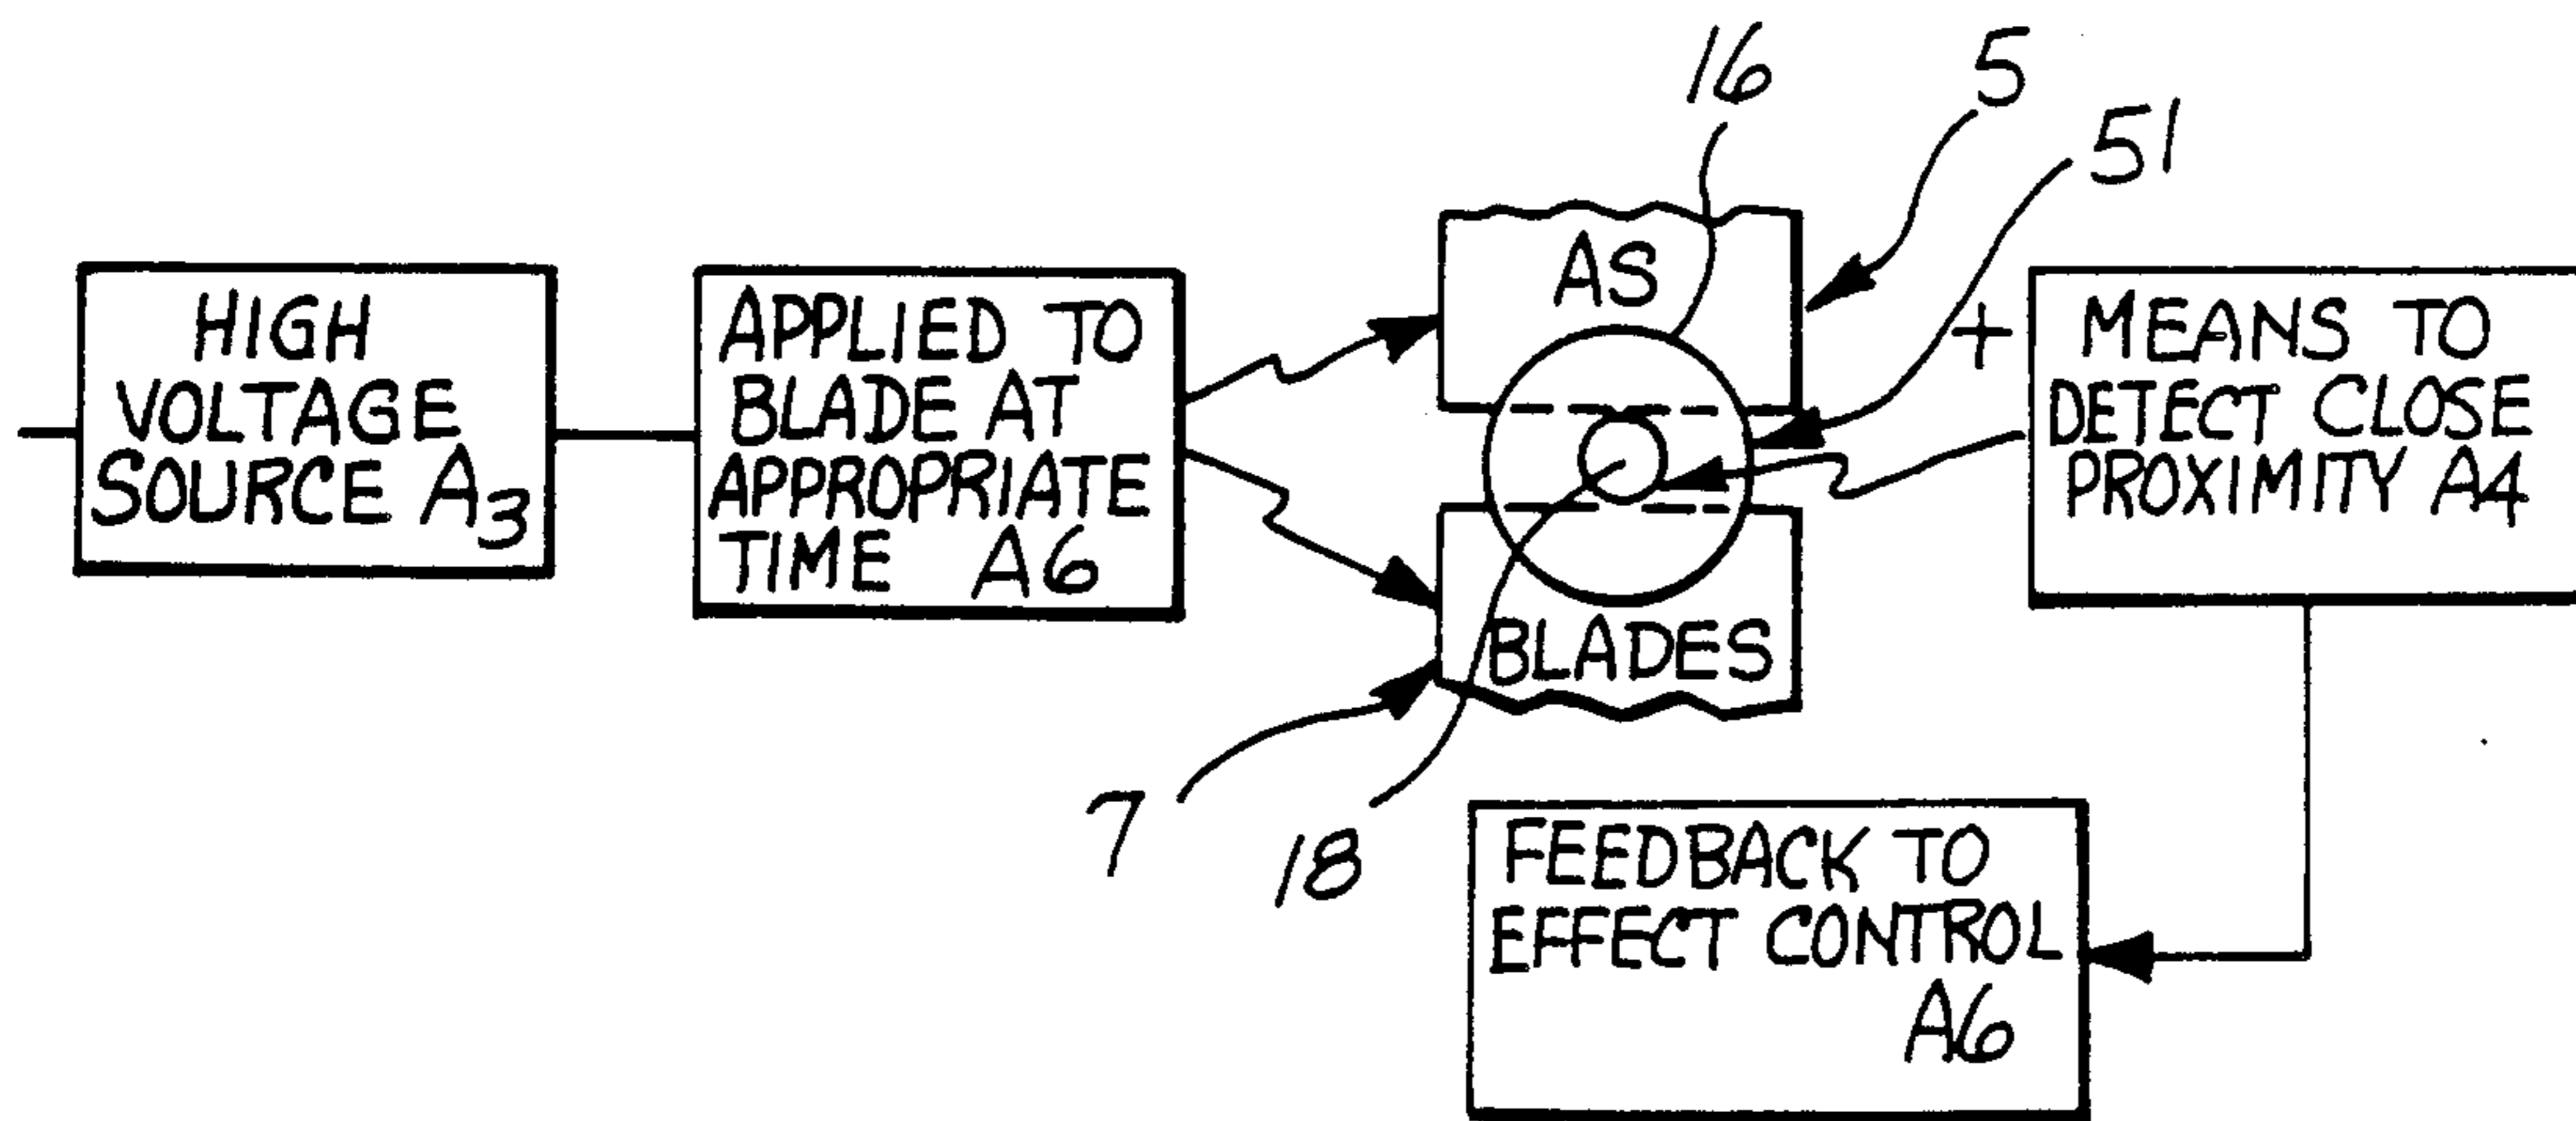 16
5
51
HIGH
VOLTAGE
SOURCE A3
APPLIED TO
BLADE AT
APPROPRIATE
TIME A6
AS
BLADES
+
MEANS TO
DETECT CLOSE
PROXIMITY A4
7
18
FEEDBACK TO
EFFECT CONTROL
A6